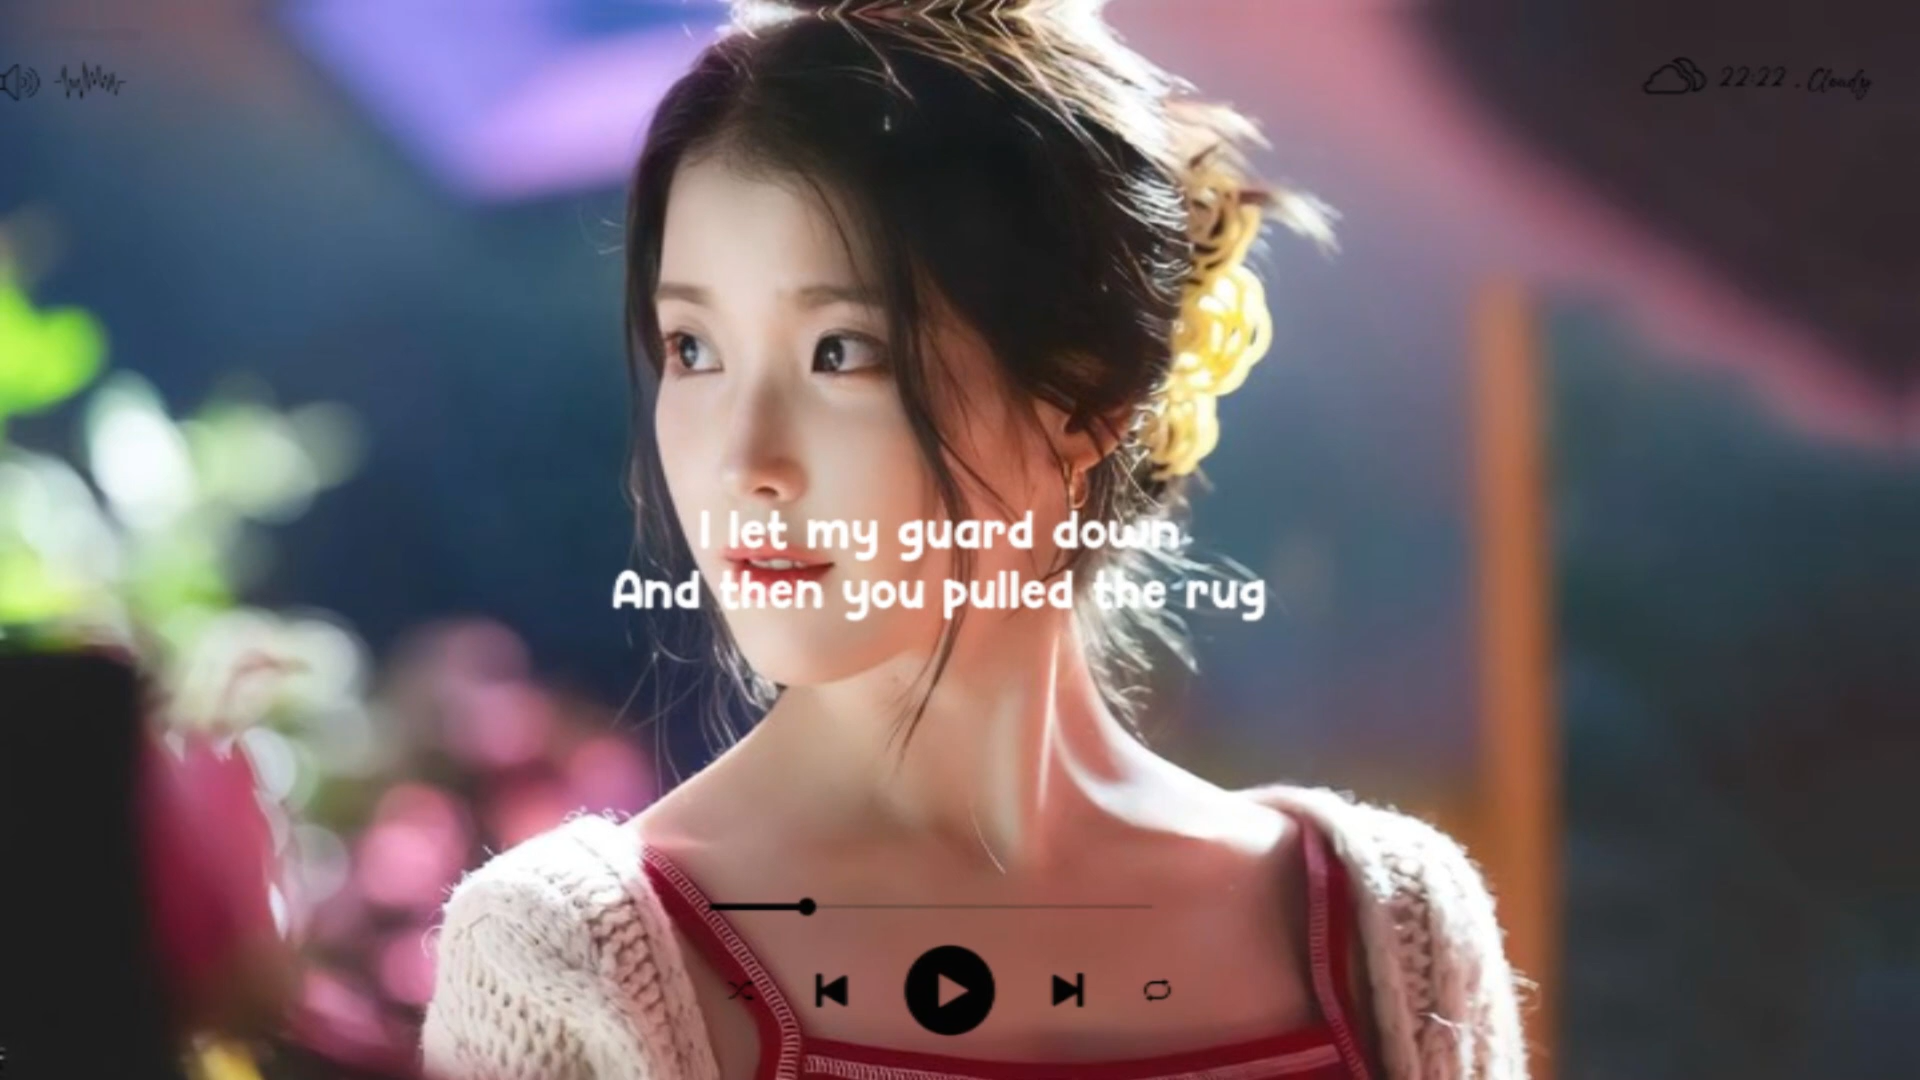 22:22 . Cloudy
I let my guard down
And then you pulled the rug